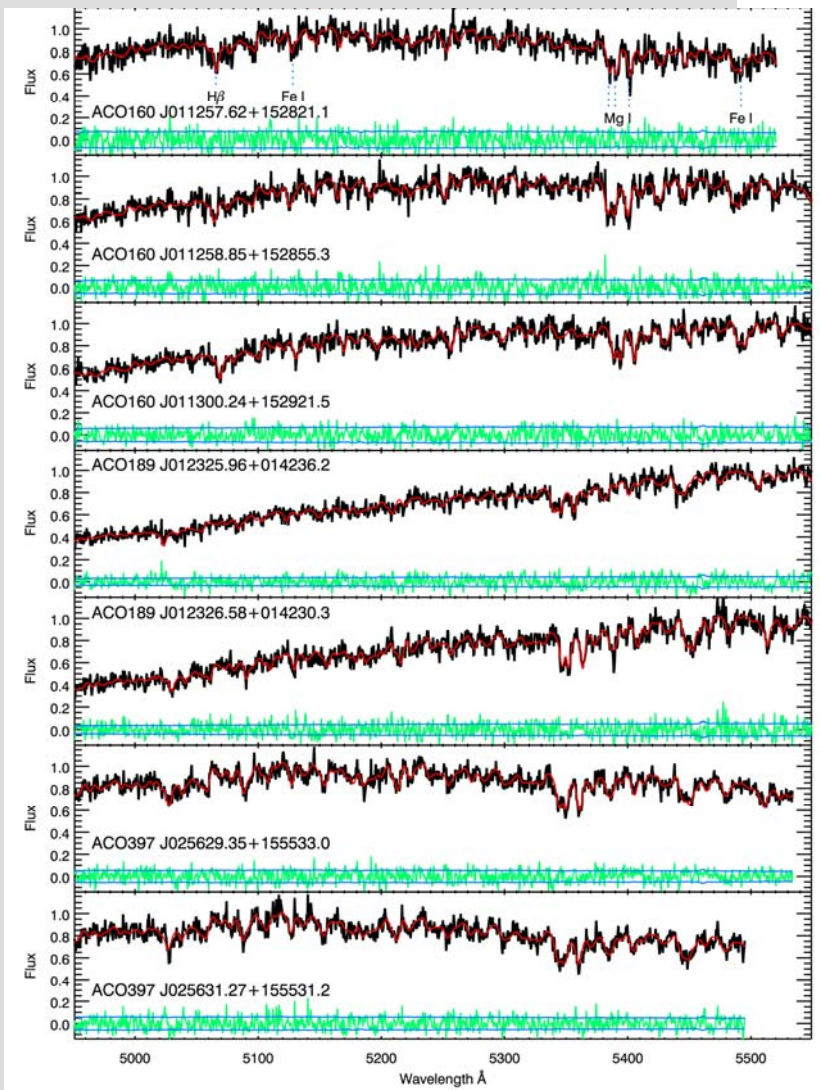 1.0
0.8
0.6
0.4
0.2
0.0
Flux
Hβ
Fe I
Mg I
Fe I
ACO160 J011257.62+152821.1
1.0
0.8
0.6
0.4
0.2
0.0
Flux
ACO160 J011258.85+152855.3
1.0
0.8
0.6
0.4
0.2
0.0
Flux
ACO160 J011300.24+152921.5
1.0
0.8
0.6
0.4
0.2
0.0
Flux
ACO189 J012325.96+014236.2
1.0
0.8
0.6
0.4
0.2
0.0
Flux
ACO189 J012326.58+014230.3
1.0
0.8
0.6
0.4
0.2
0.0
Flux
ACO397 J025629.35+155533.0
1.0
0.8
0.6
0.4
0.2
0.0
Flux
ACO397 J025631.27+155531.2
5000 5100 5200 5300 5400 5500
Wavelength Å